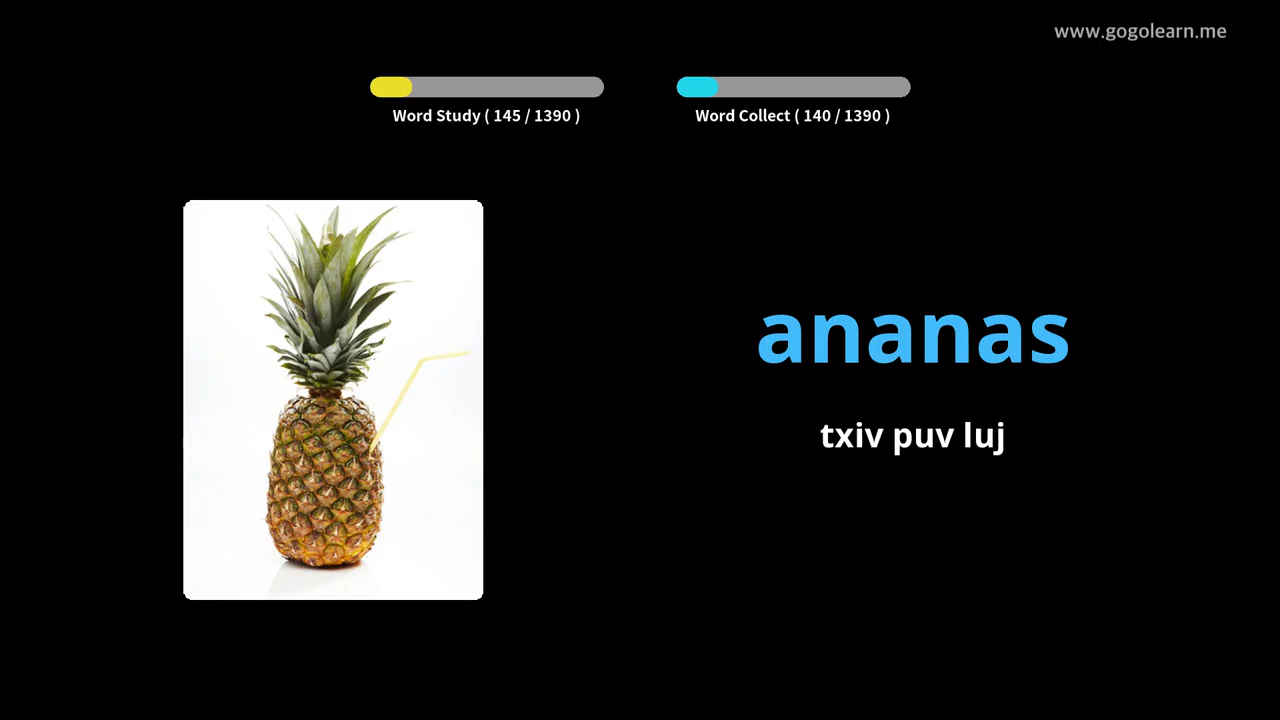 www.gogolearn.me
Word Study ( 145 / 1390 )
Word Collect ( 140 / 1390 )
ananas
txiv puv luj